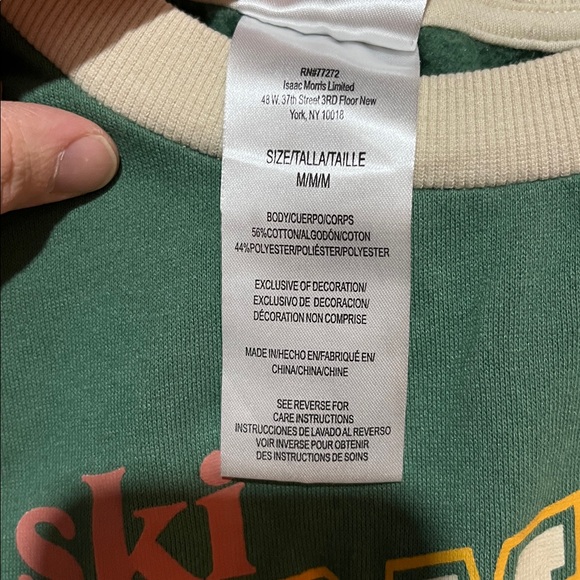 RN#77272
Isaac Morris Limited
48 W. 37th Street 3RD Floor New
York, NY 10018
SIZE/TALLA/TAILLE
M/M/M
BODY/CUERPO/CORPS
56%COTTON/ALGODÓN/COTON
44%POLYESTER/POLIÉSTER/POLYESTER
EXCLUSIVE OF DECORATION/
EXCLUSIVO DE DECORACION/
DÉCORATION NON COMPRISE
MADE IN/HECHO EN/FABRIQUÉ EN/
CHINA/CHINA/CHINE
SEE REVERSE FOR
CARE INSTRUCTIONS
INSTRUCCIONES DE LAVADO AL REVERSO
VOIR INVERSE POUR OBTENIR
DES INSTRUCTIONS DE SOINS
ski